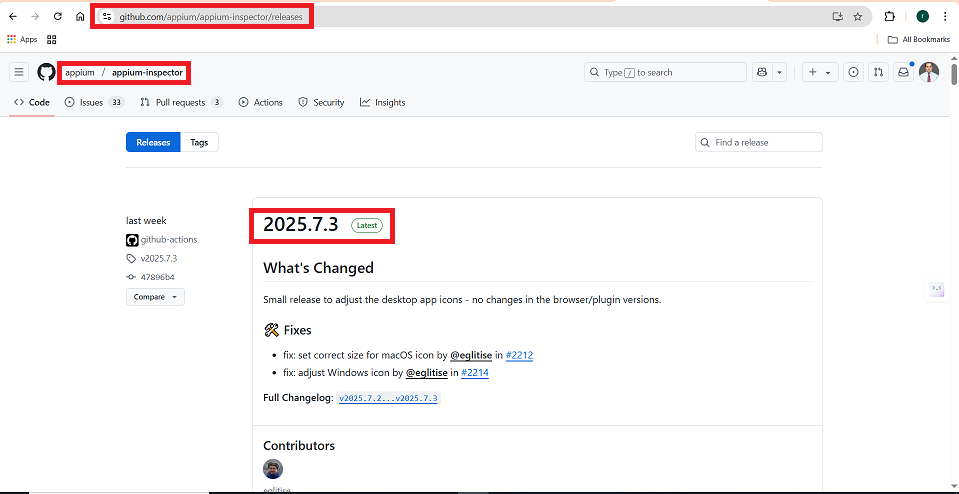 github.com/appium/appium-inspector/releases
Apps
All Bookmarks
appium / appium-inspector
Type / to search
Code
Issues 33
Pull requests 3
Actions
Security
Insights
Releases
Tags
Find a release
last week
github-actions
v2025.7.3
47896b4
Compare
2025.7.3 Latest
What's Changed
Small release to adjust the desktop app icons - no changes in the browser/plugin versions.
Fixes
fix: set correct size for macOS icon by @eglitise in #2212
fix: adjust Windows icon by @eglitise in #2214
Full Changelog: v2025.7.2...v2025.7.3
Contributors
eglitise